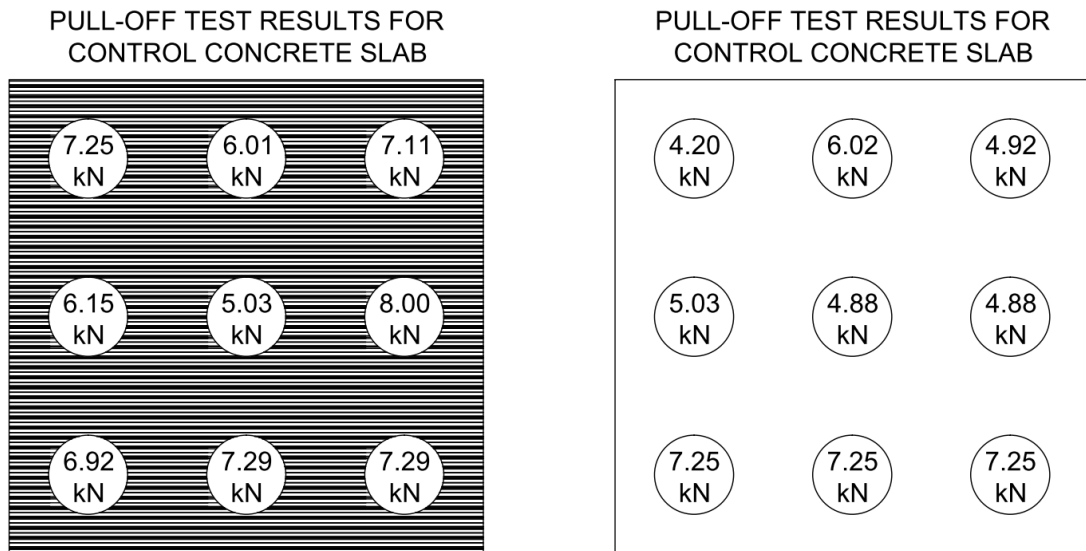 PULL-OFF TEST RESULTS FOR
CONTROL CONCRETE SLAB
7.25
kN
6.01
kN
7.11
kN
6.15
kN
5.03
kN
8.00
kN
6.92
kN
7.29
kN
7.29
kN
PULL-OFF TEST RESULTS FOR
CONTROL CONCRETE SLAB
4.20
kN
6.02
kN
4.92
kN
5.03
kN
4.88
kN
4.88
kN
7.25
kN
7.25
kN
7.25
kN